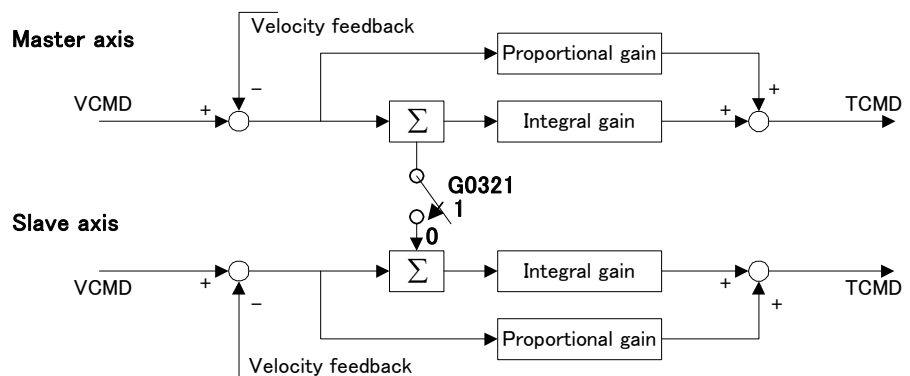 Velocity feedback
Master axis
Proportional gain
−
+
VCMD
+
TCMD
Σ
Integral gain
+
G0321
1
Slave axis
0
VCMD
+
Σ
Integral gain
+
TCMD
−
+
Proportional gain
Velocity feedback